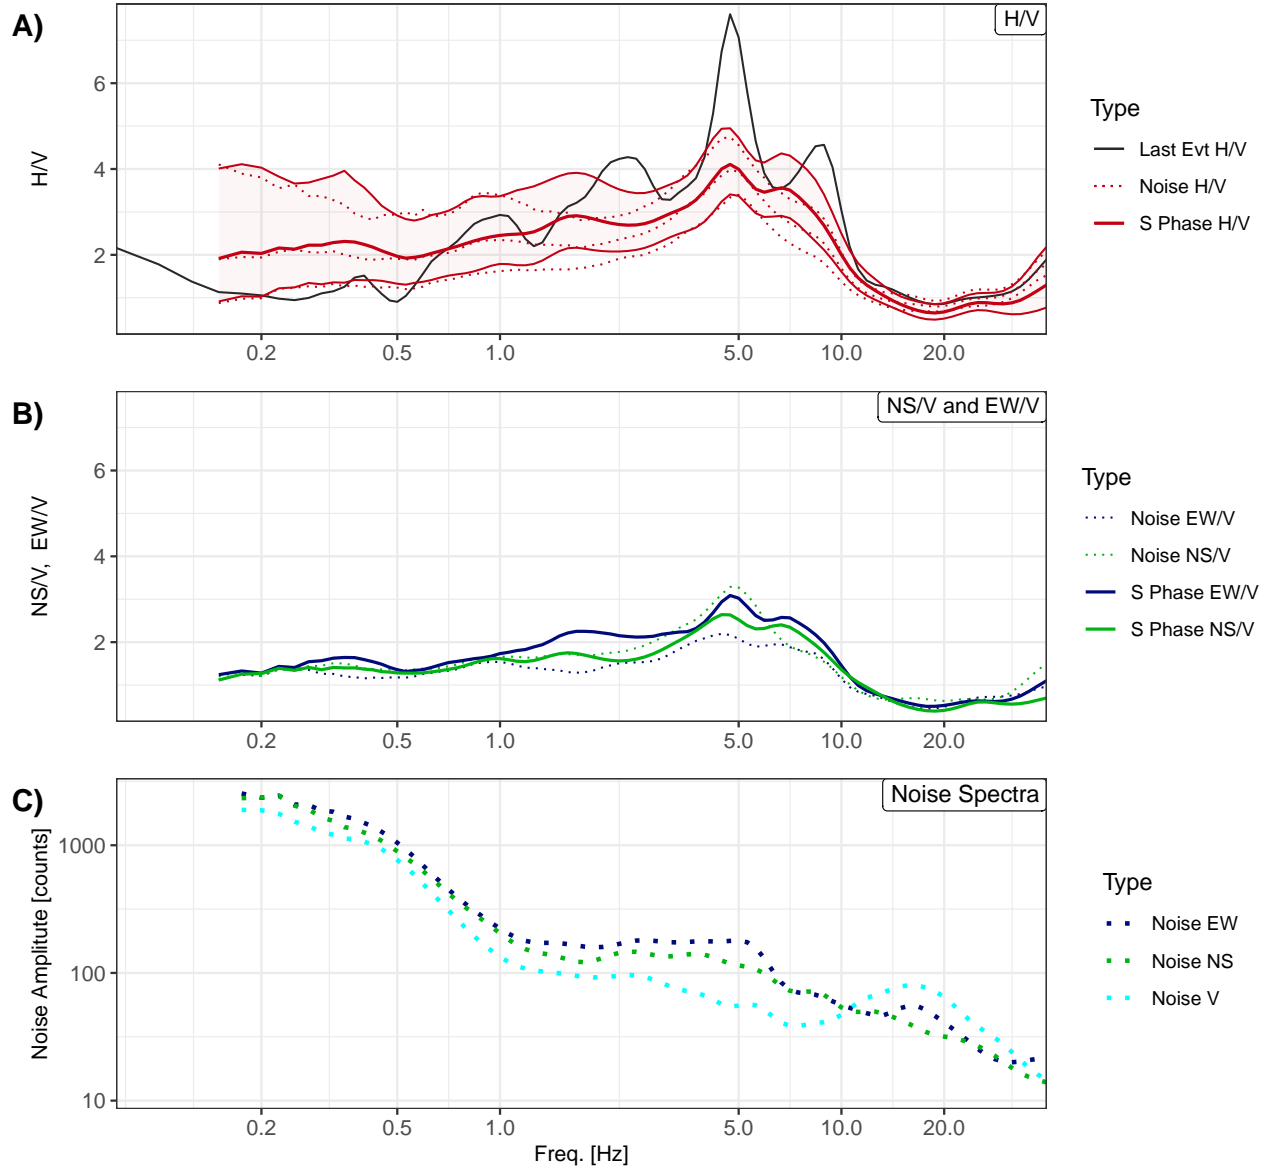 A)
H/V
6
4
2
H/V
0.2 0.5 1.0 5.0 10.0 20.0
Type
Last Evt H/V
Noise H/V
S Phase H/V
B)
NS/V and EW/V
6
4
2
NS/V, EW/V
0.2 0.5 1.0 5.0 10.0 20.0
Type
Noise EW/V
Noise NS/V
S Phase EW/V
S Phase NS/V
C)
Noise Spectra
1000
100
10
Noise Amplitude [counts]
0.2 0.5 1.0 5.0 10.0 20.0
Freq. [Hz]
Type
Noise EW
Noise NS
Noise V